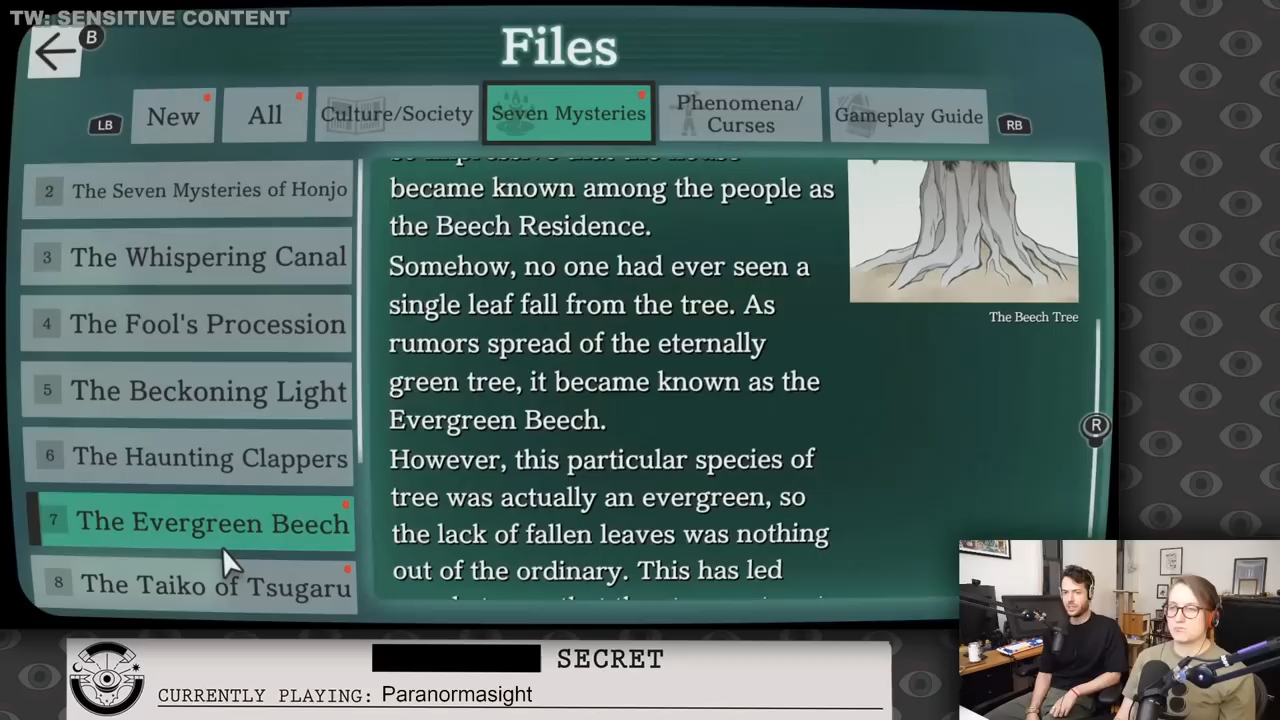 TW: SENSITIVE CONTENT
B
Files
LB
New
All
Culture/Society
Seven Mysteries
Phenomena/
Curses
Gameplay Guide
RB
2 The Seven Mysteries of Honjo
3 The Whispering Canal
4 The Fool's Procession
5 The Beckoning Light
6 The Haunting Clappers
7 The Evergreen Beech
8 The Taiko of Tsugaru
so impressive that the house
became known among the people as
the Beech Residence.
Somehow, no one had ever seen a
single leaf fall from the tree. As
rumors spread of the eternally
green tree, it became known as the
Evergreen Beech.
However, this particular species of
tree was actually an evergreen, so
the lack of fallen leaves was nothing
out of the ordinary. This has led
The Beech Tree
R
SECRET
CURRENTLY PLAYING: Paranormasight